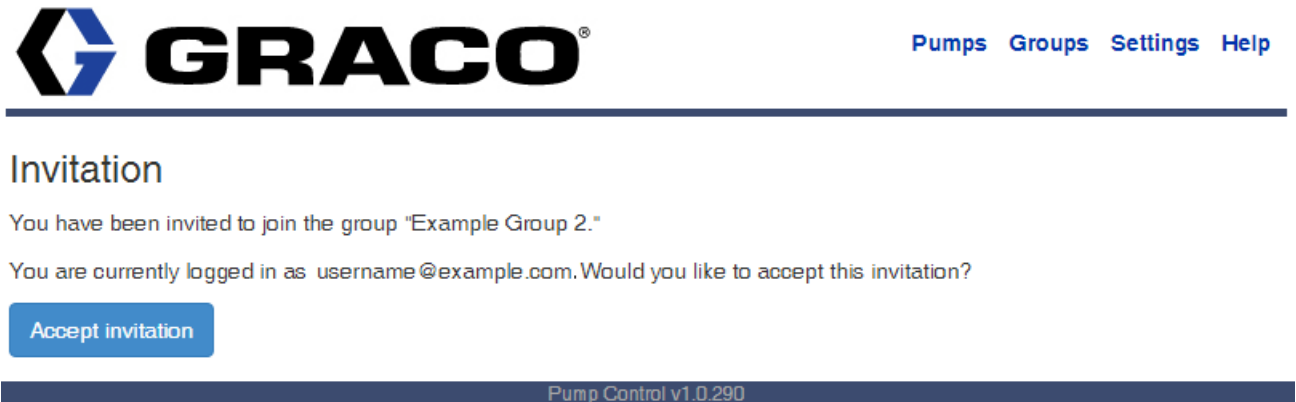 GRACO®
Pumps Groups Settings Help
Invitation
You have been invited to join the group "Example Group 2."
You are currently logged in as username@example.com. Would you like to accept this invitation?
Accept invitation
Pump Control v1.0.290